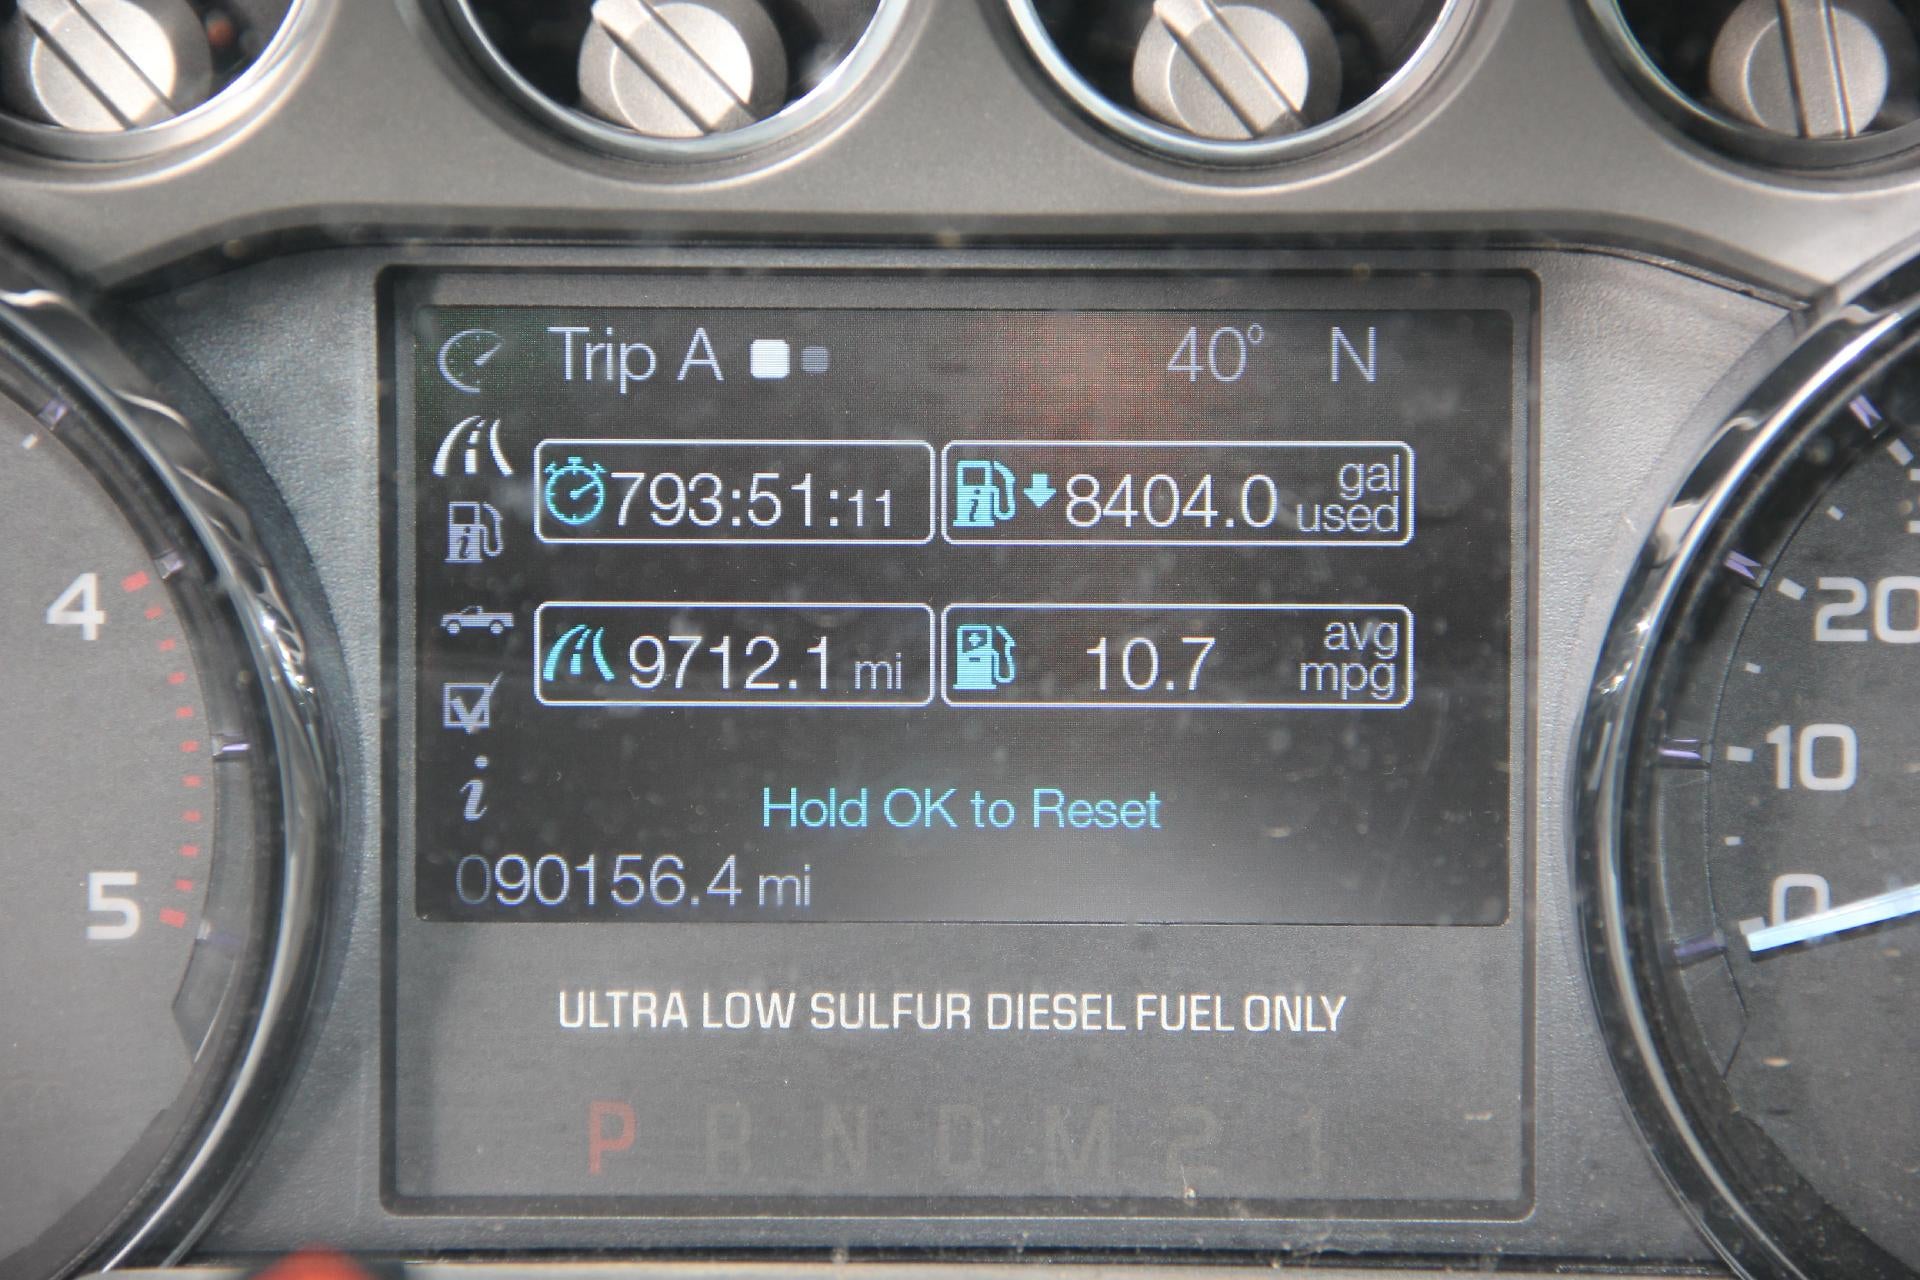 Trip A 40° N
793:51:11 8404.0 gal used
9712.1 mi 10.7 avg mpg
Hold OK to Reset
090156.4 mi
ULTRA LOW SULFUR DIESEL FUEL ONLY
P R N D M 2 1
4
5
20
10
0